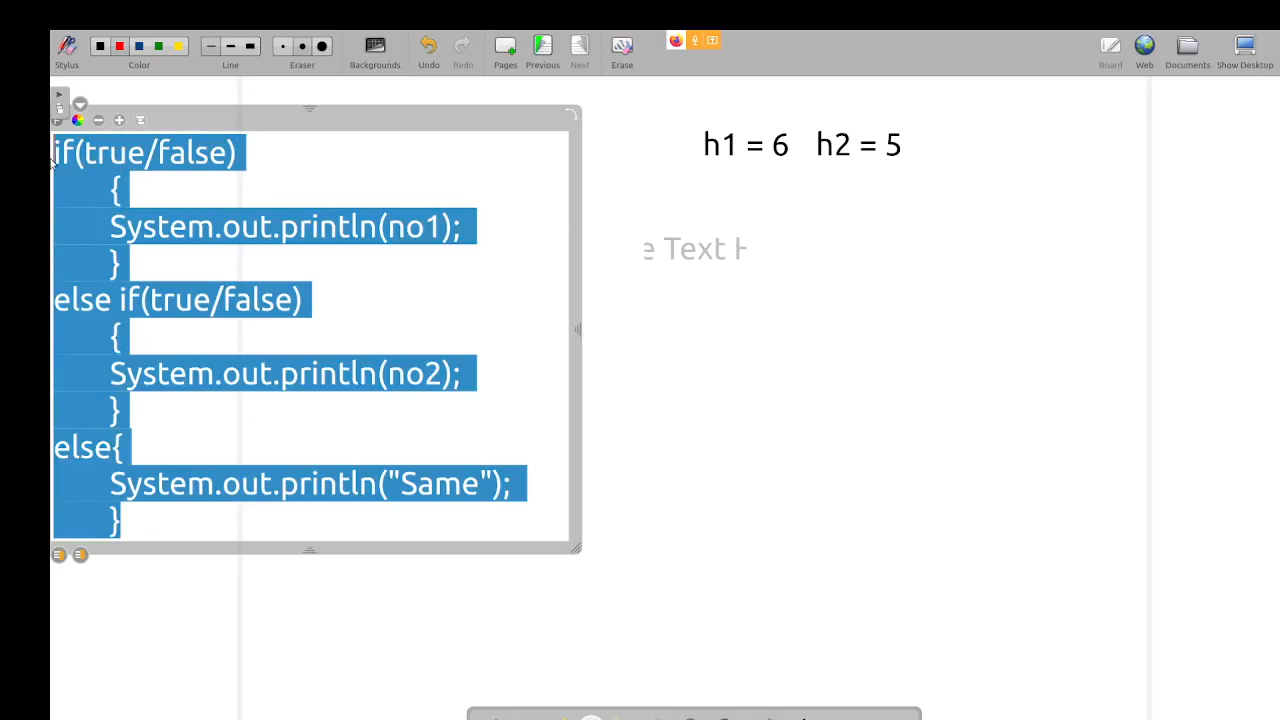 Stylus Color Line Eraser Backgrounds Undo Redo Pages Previous Next Erase Board Web Documents Show Desktop
if(true/false)
{
System.out.println(no1);
}
else if(true/false)
{
System.out.println(no2);
}
else{
System.out.println("Same");
}
h1 = 6 h2 = 5
e Text